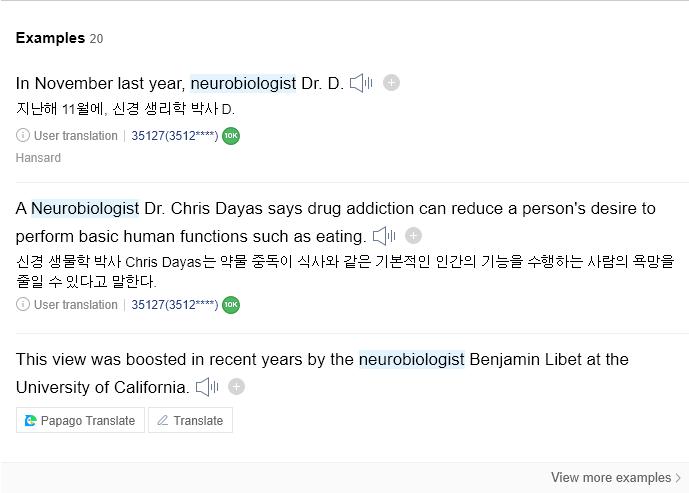 Examples 20
In November last year, neurobiologist Dr. D.
지난해 11월에, 신경 생리학 박사 D.
User translation | 35127(3512****) 10K
Hansard
A Neurobiologist Dr. Chris Dayas says drug addiction can reduce a person's desire to
perform basic human functions such as eating.
신경 생물학 박사 Chris Dayas는 약물 중독이 식사와 같은 기본적인 인간의 기능을 수행하는 사람의 욕망을
줄일 수 있다고 말한다.
User translation | 35127(3512****) 10K
This view was boosted in recent years by the neurobiologist Benjamin Libet at the
University of California.
Papago Translate Translate
View more examples